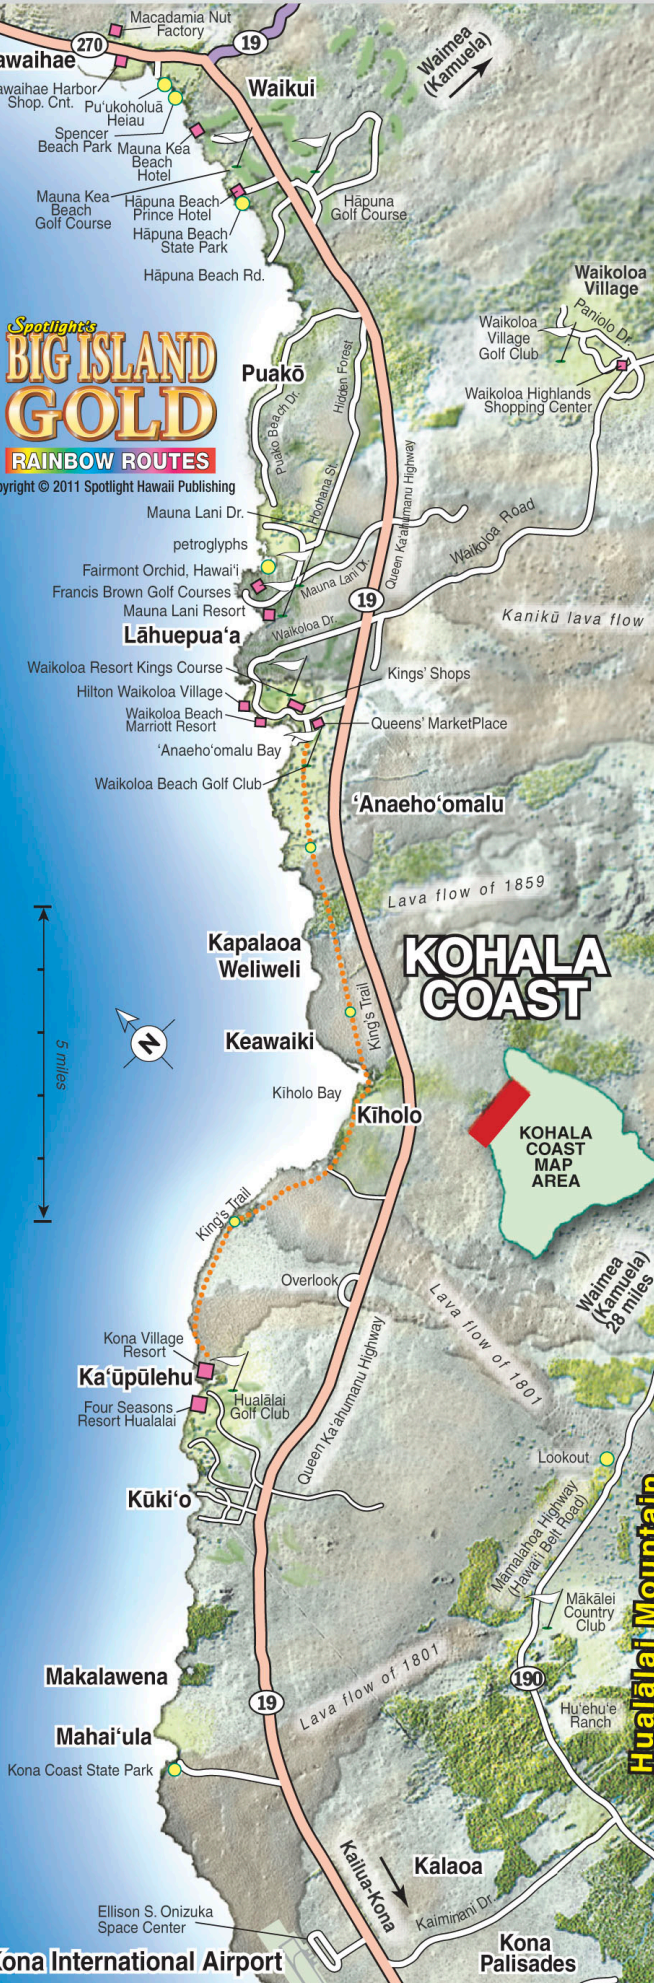 Macadamia Nut
Factory
270
19
awaihae
Waimea
(Kamuela)
awaihae Harbor
Shop. Cnt.
Waikui
Pu'ukoholuā
Heiau
Spencer
Beach Park
Mauna Kea
Beach
Hotel
Mauna Kea
Beach
Golf Course
Hāpuna Beach
Prince Hotel
Hāpuna
Golf Course
Hāpuna Beach
State Park
Hāpuna Beach Rd.
Waikoloa
Village
Paniolo Dr.
Waikoloa
Village
Golf Club
Spotlight's
BIG ISLAND
GOLD
RAINBOW ROUTES
pyright © 2011 Spotlight Hawaii Publishing
Puakō
Hidden Forest
Puako Beach Dr.
Waikoloa Highlands
Shopping Center
Queen Ka'ahumanu Highway
Hoohana St.
Mauna Lani Dr.
Waikoloa Road
petroglyphs
Fairmont Orchid, Hawai'i
Mauna Lani Dr.
Francis Brown Golf Courses
Mauna Lani Resort
19
Kanikū lava flow
Lāhuepua'a
Waikoloa Dr.
Waikoloa Resort Kings Course
Kings' Shops
Hilton Waikoloa Village
Waikoloa Beach
Marriott Resort
Queens' MarketPlace
'Anaeho'omalu Bay
Waikoloa Beach Golf Club
'Anaeho'omalu
Lava flow of 1859
Kapalaoa
Weliweli
KOHALA
COAST
King's Trail
Keawaiki
N
5 miles
Kīholo Bay
Kīholo
KOHALA
COAST
MAP
AREA
King's Trail
Waimea
(Kamuela)
28 miles
Overlook
Lava flow of 1801
Queen Ka'ahumanu Highway
Kona Village
Resort
Ka'ūpūlehu
Four Seasons
Resort Hualalai
Hualālai
Golf Club
Lookout
Kūki'o
Māmalahoa Highway
(Hawai'i Belt Road)
Hualālai Mountain
Mākālei
Country
Club
Makalawena
Lava flow of 1801
190
19
Hu'ehu'e
Ranch
Mahai'ula
Kona Coast State Park
Kailua-Kona
Kalaoa
Kaiminani Dr.
Ellison S. Onizuka
Space Center
Kona International Airport
Kona
Palisades